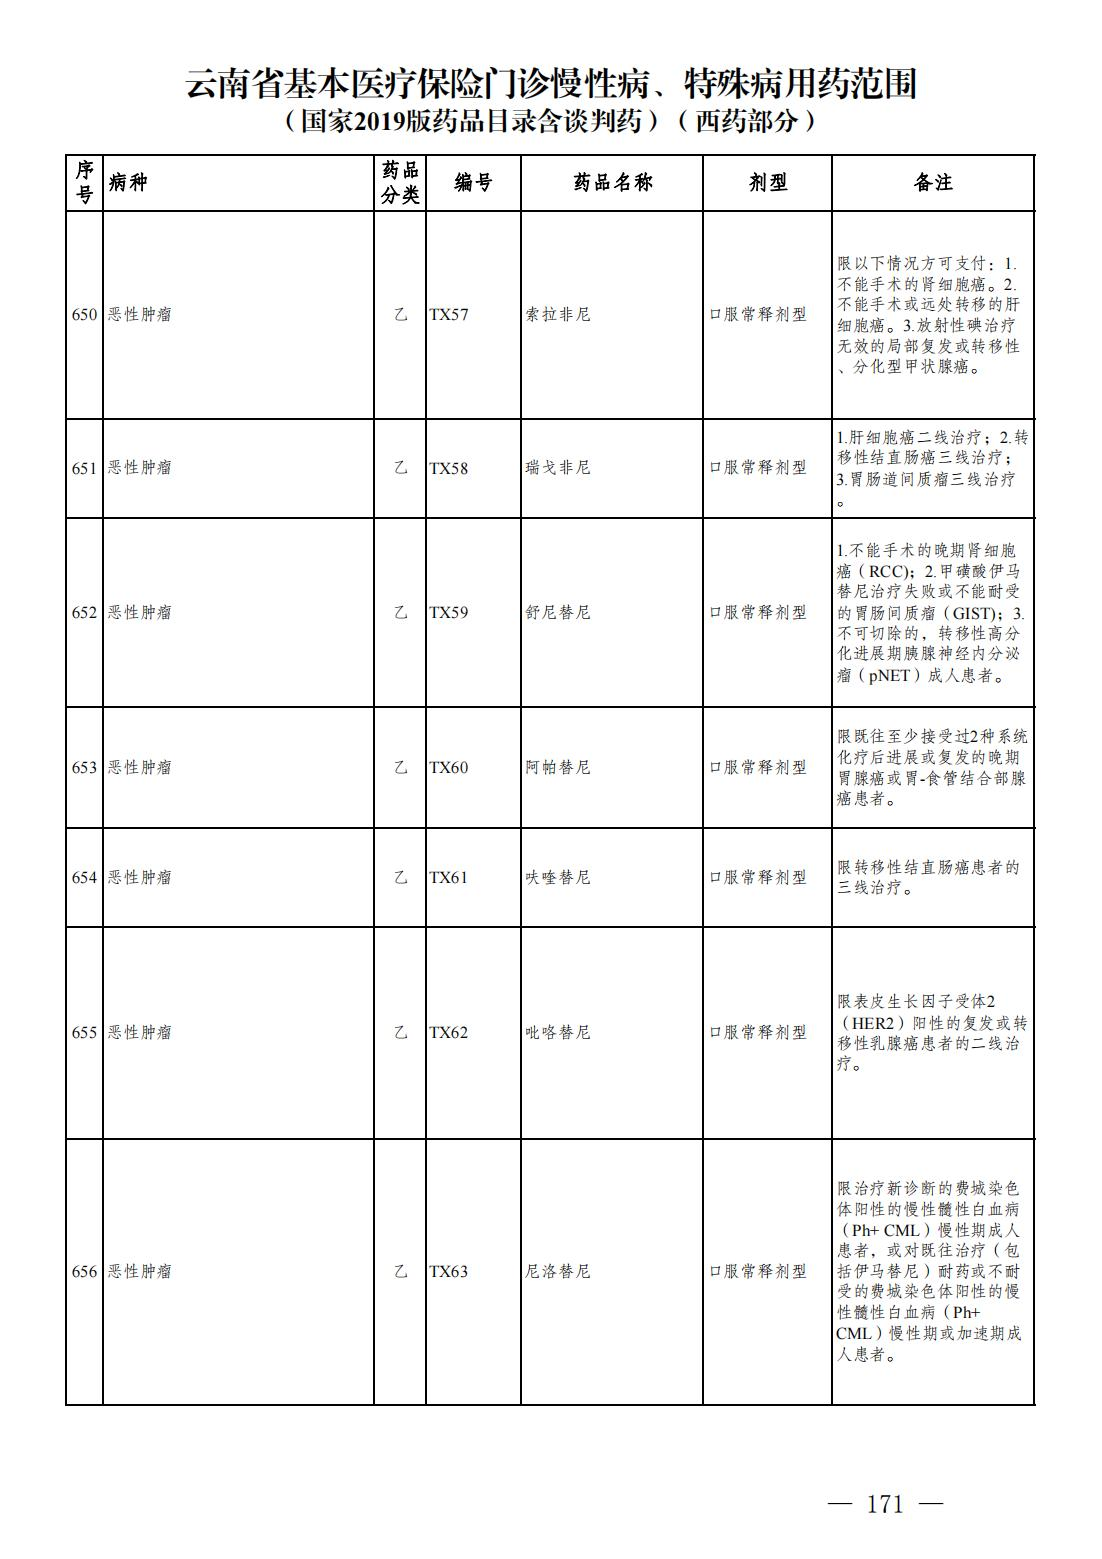 云南省基本医疗保险门诊慢性病、特殊病用药范围
（国家2019版药品目录含谈判药）（西药部分）
序号 病种 药品分类 编号 药品名称 剂型 备注
650 恶性肿瘤 乙 TX57 索拉非尼 口服常释剂型
限以下情况方可支付：1.
不能手术的肾细胞癌。2.
不能手术或远处转移的肝
细胞癌。3.放射性碘治疗
无效的局部复发或转移性
、分化型甲状腺癌。
651 恶性肿瘤 乙 TX58 瑞戈非尼 口服常释剂型
1.肝细胞癌二线治疗；2.转
移性结直肠癌三线治疗；
3.胃肠道间质瘤三线治疗
。
652 恶性肿瘤 乙 TX59 舒尼替尼 口服常释剂型
1.不能手术的晚期肾细胞
癌（RCC)；2.甲磺酸伊马
替尼治疗失败或不能耐受
的胃肠间质瘤（GIST)；3.
不可切除的，转移性高分
化进展期胰腺神经内分泌
瘤（pNET）成人患者。
653 恶性肿瘤 乙 TX60 阿帕替尼 口服常释剂型
限既往至少接受过2种系统
化疗后进展或复发的晚期
胃腺癌或胃-食管结合部腺
癌患者。
654 恶性肿瘤 乙 TX61 呋喹替尼 口服常释剂型
限转移性结直肠癌患者的
三线治疗。
655 恶性肿瘤 乙 TX62 吡咯替尼 口服常释剂型
限表皮生长因子受体2
（HER2）阳性的复发或转
移性乳腺癌患者的二线治
疗。
656 恶性肿瘤 乙 TX63 尼洛替尼 口服常释剂型
限治疗新诊断的费城染色
体阳性的慢性髓性白血病
（Ph+ CML）慢性期成人
患者，或对既往治疗（包
括伊马替尼）耐药或不耐
受的费城染色体阳性的慢
性髓性白血病（Ph+
CML）慢性期或加速期成
人患者。
— 171 —